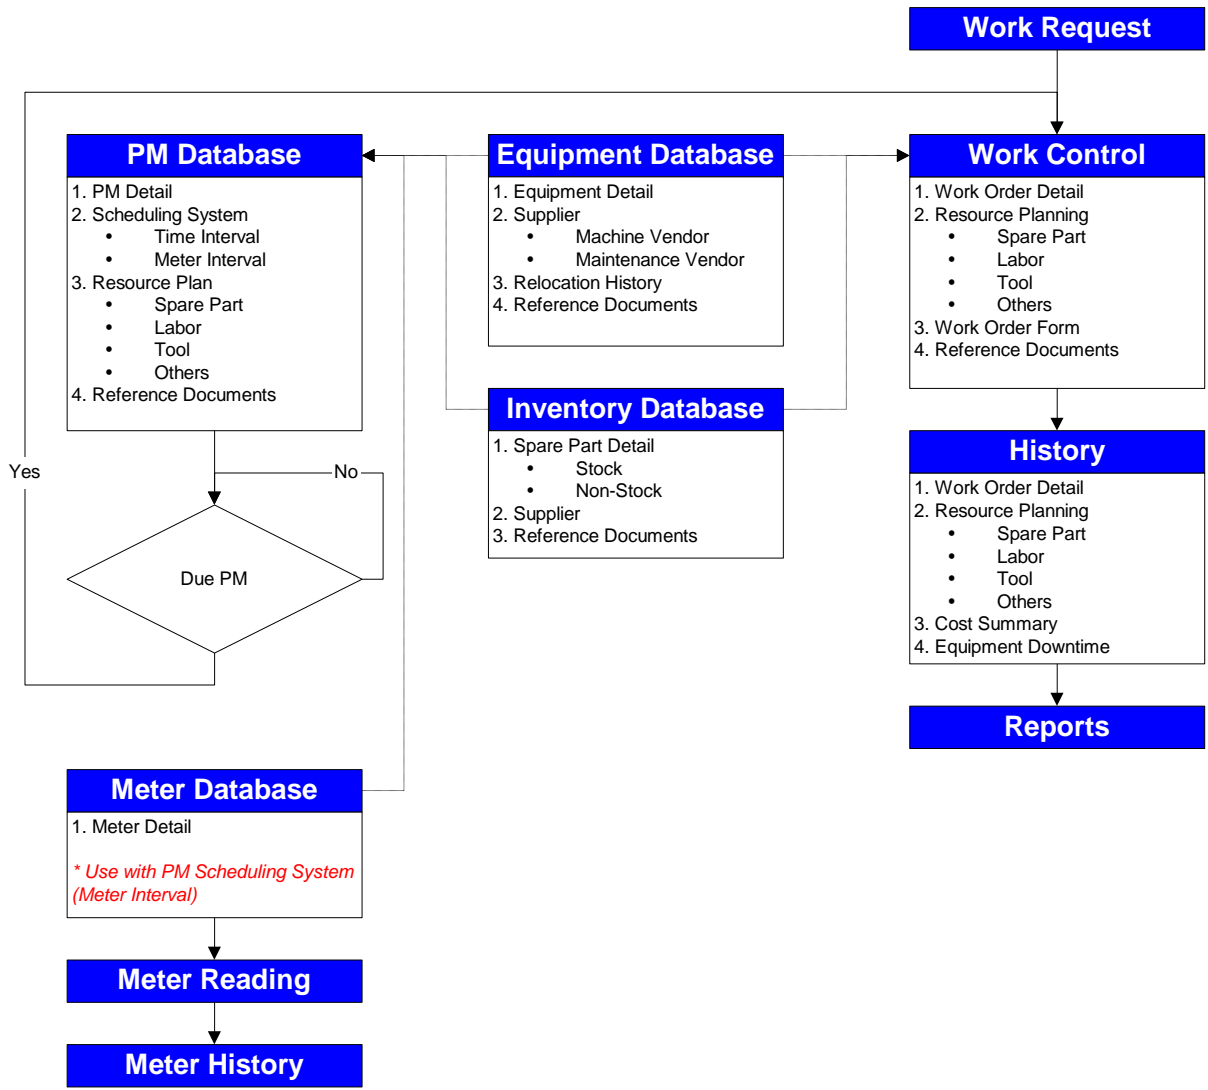 Work Request
PM Database
1. PM Detail
2. Scheduling System
• Time Interval
• Meter Interval
3. Resource Plan
• Spare Part
• Labor
• Tool
• Others
4. Reference Documents
Equipment Database
1. Equipment Detail
2. Supplier
• Machine Vendor
• Maintenance Vendor
3. Relocation History
4. Reference Documents
Work Control
1. Work Order Detail
2. Resource Planning
• Spare Part
• Labor
• Tool
• Others
3. Work Order Form
4. Reference Documents
Inventory Database
1. Spare Part Detail
• Stock
• Non-Stock
2. Supplier
3. Reference Documents
History
1. Work Order Detail
2. Resource Planning
• Spare Part
• Labor
• Tool
• Others
3. Cost Summary
4. Equipment Downtime
Yes
No
Due PM
Reports
Meter Database
1. Meter Detail
* Use with PM Scheduling System
(Meter Interval)
Meter Reading
Meter History